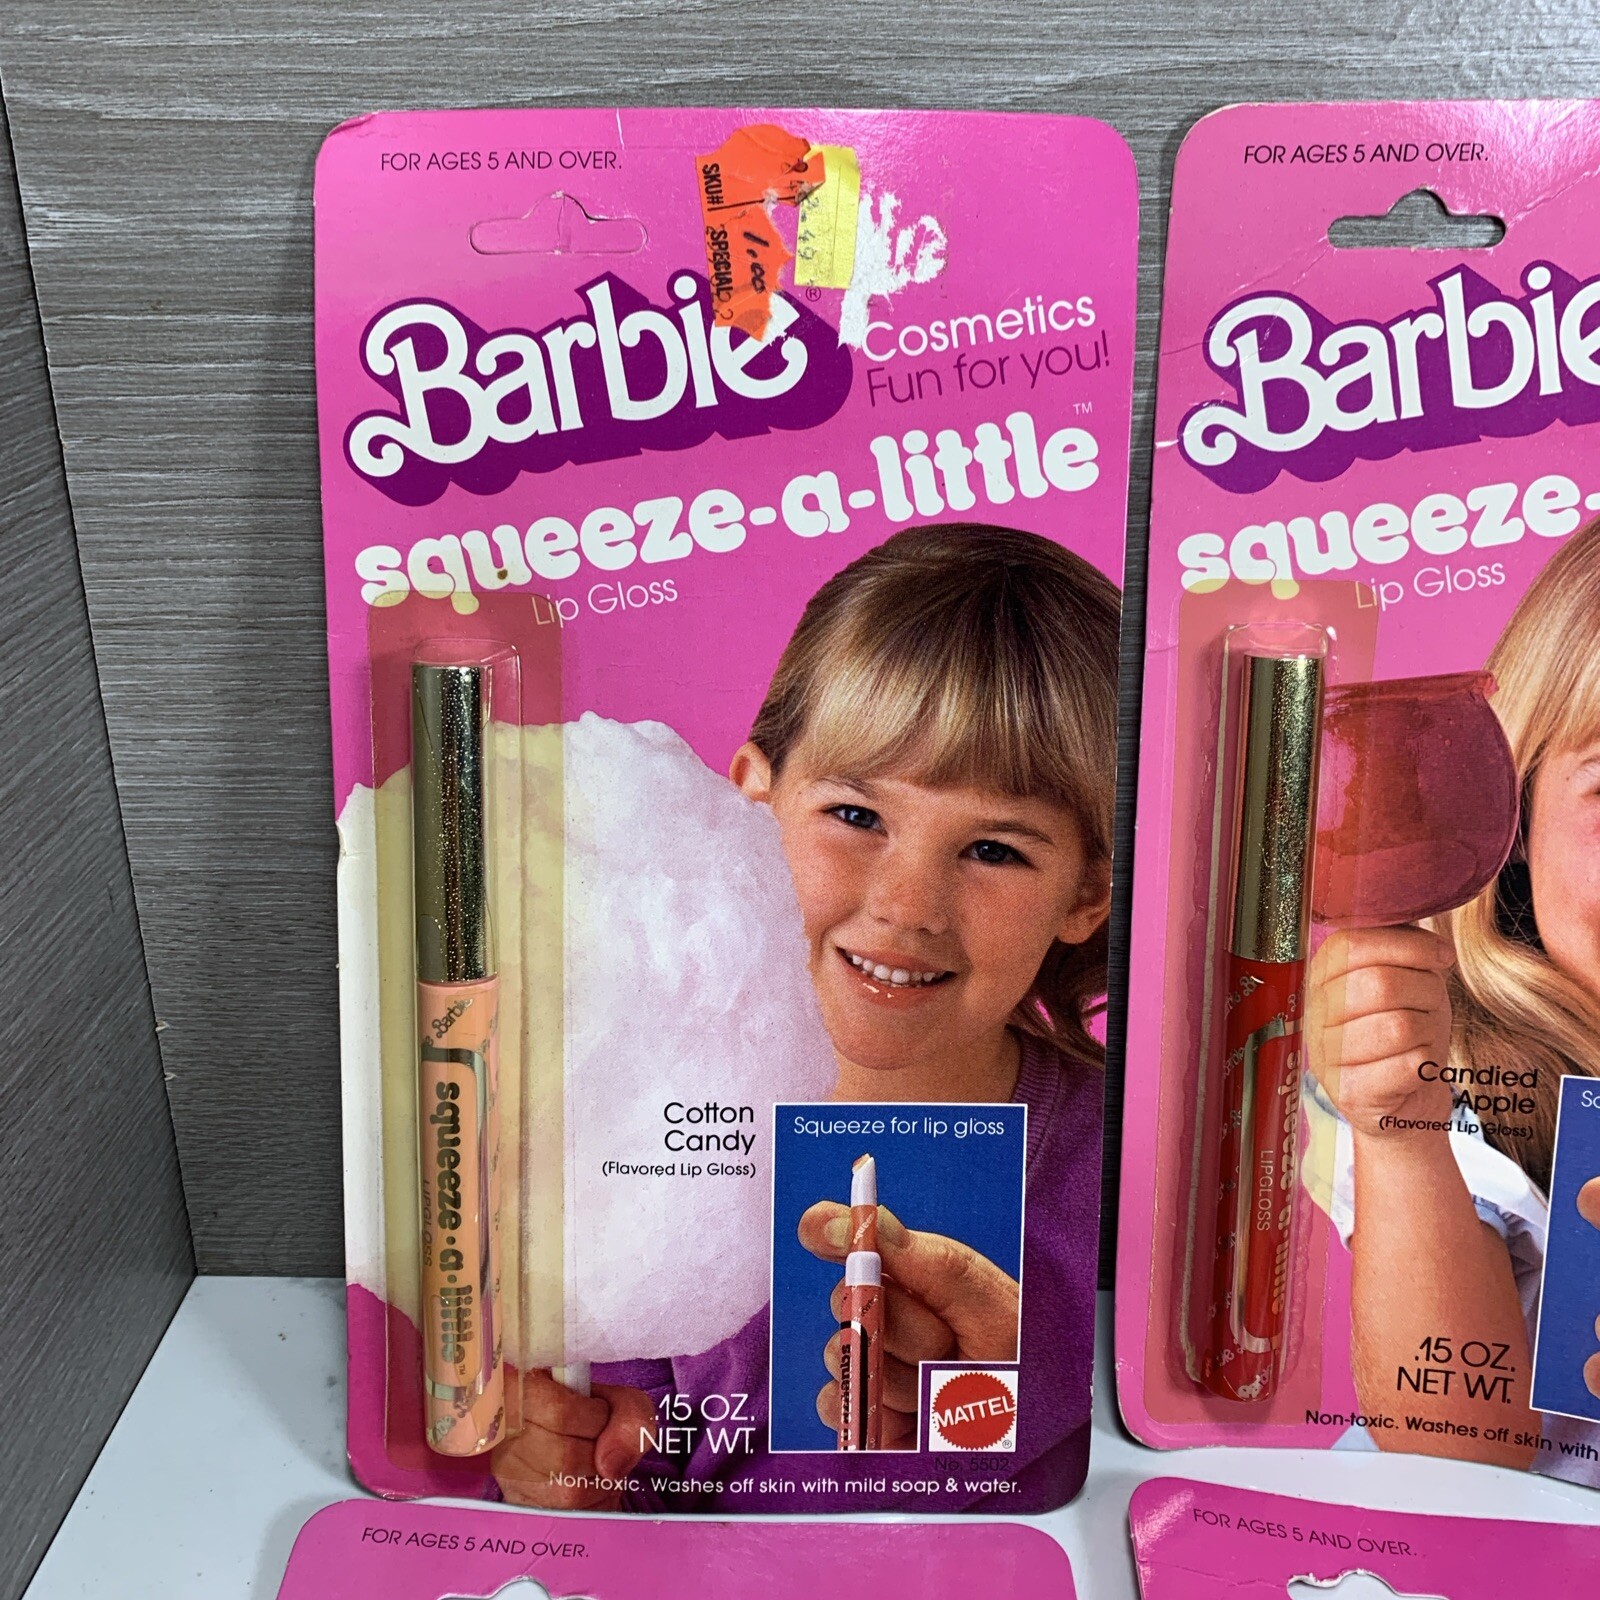 FOR AGES 5 AND OVER.
SKU#
SPECIAL
1.00
Barbie®
Cosmetics
Fun for you!
squeeze-a-little™
Lip Gloss
Barbie
squeeze·a·little™
LIPGLOSS
Cotton
Candy
(Flavored Lip Gloss)
Squeeze for lip gloss
.15 OZ.
NET WT.
MATTEL®
No. 5502
Non-toxic. Washes off skin with mild soap & water.
FOR AGES 5 AND OVER.
Barbie
squeeze-
Lip Gloss
squeeze·a·little
LIPGLOSS
Candied
Apple
(Flavored Lip Gloss)
.15 OZ.
NET WT.
Non-toxic. Washes off skin with
FOR AGES 5 AND OVER.
FOR AGES 5 AND OVER.